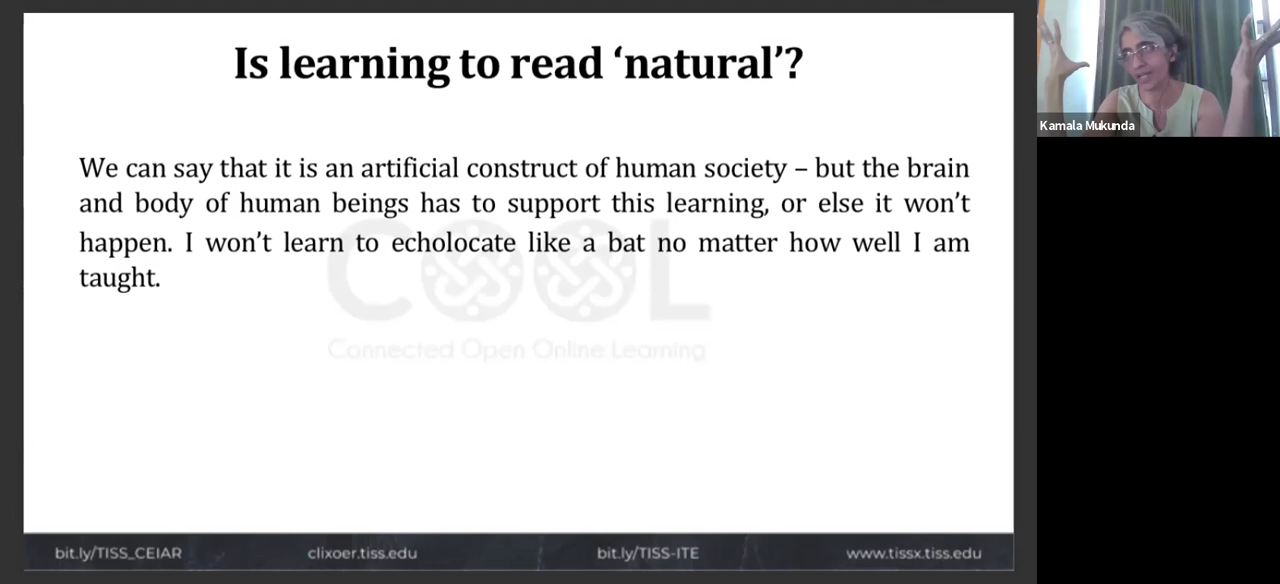 Is learning to read ‘natural’?
We can say that it is an artificial construct of human society – but the brain
and body of human beings has to support this learning, or else it won’t
happen. I won’t learn to echolocate like a bat no matter how well I am
taught.
COOL
Connected Open Online Learning
bit.ly/TISS_CEIAR
clixoer.tiss.edu
bit.ly/TISS-ITE
www.tissx.tiss.edu
Kamala Mukunda